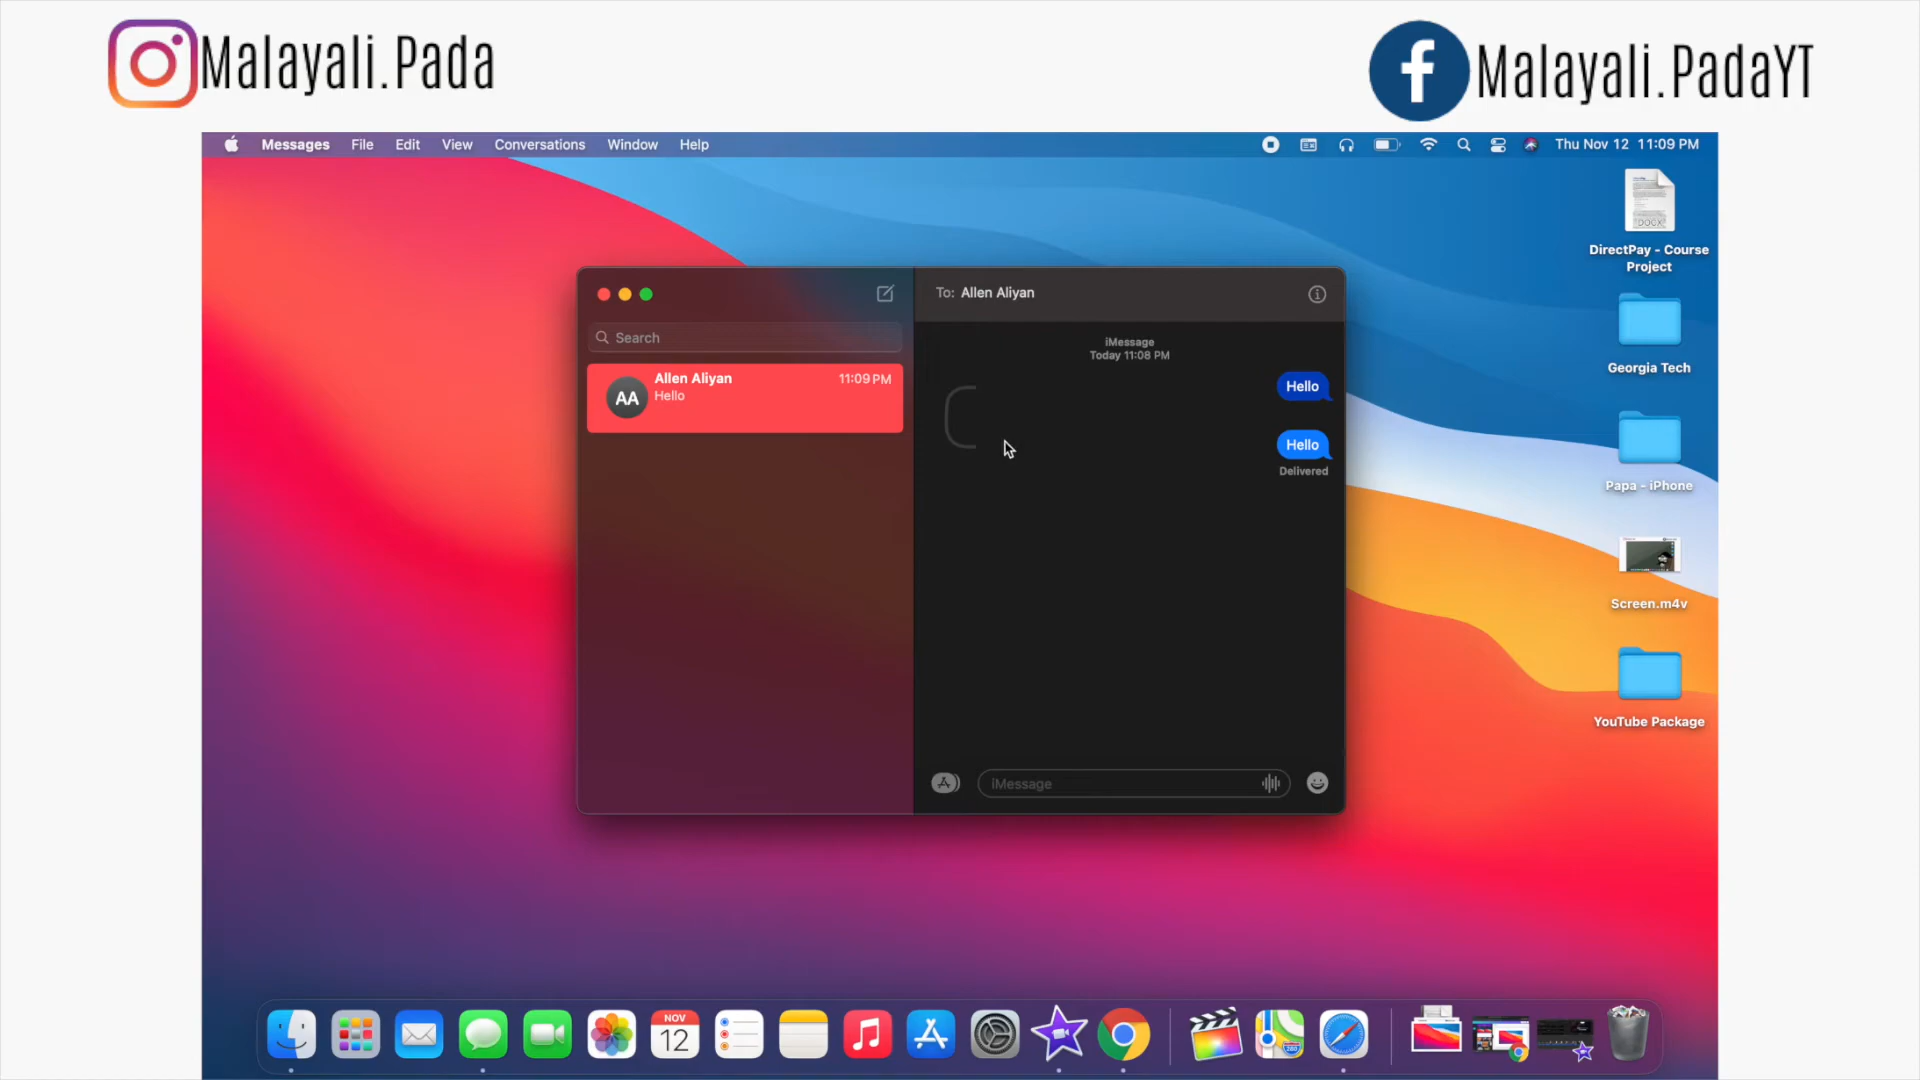 Malayali.Pada
Malayali.PadaYT
Messages File Edit View Conversations Window Help
Thu Nov 12 11:09 PM
DOCX
DirectPay - Course
Project
Georgia Tech
Papa - iPhone
Screen.m4v
YouTube Package
Search
AA
Allen Aliyan 11:09 PM
Hello
To: Allen Aliyan
iMessage
Today 11:08 PM
Hello
Hello
Delivered
iMessage
NOV
12
280